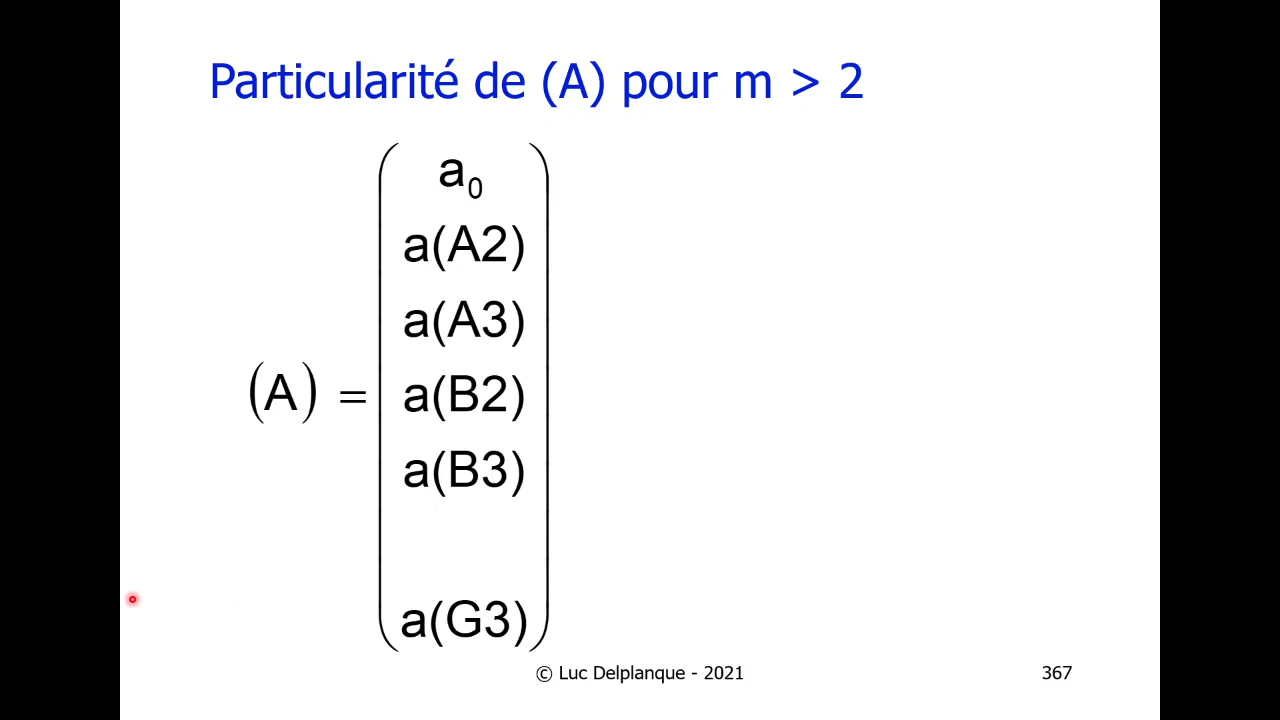 Particularité de (A) pour m > 2
a₀
a(A2)
a(A3)
(A) = a(B2)
a(B3)
a(G3)
© Luc Delplanque - 2021
367